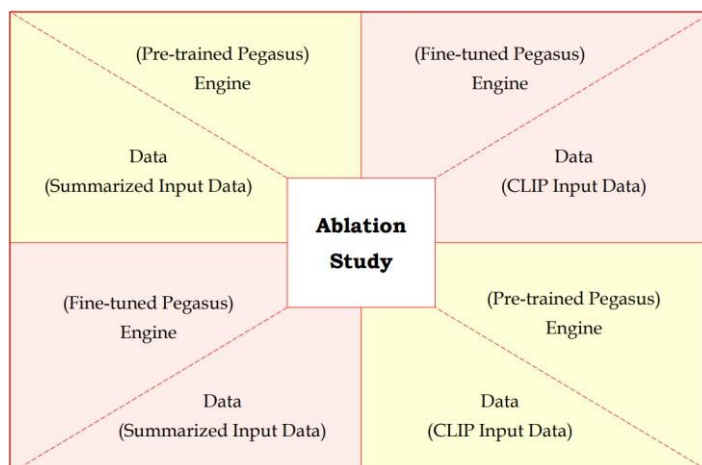 (Pre-trained Pegasus)
Engine
Data
(Summarized Input Data)
(Fine-tuned Pegasus)
Engine
Data
(CLIP Input Data)
Ablation
Study
(Fine-tuned Pegasus)
Engine
Data
(Summarized Input Data)
(Pre-trained Pegasus)
Engine
Data
(CLIP Input Data)